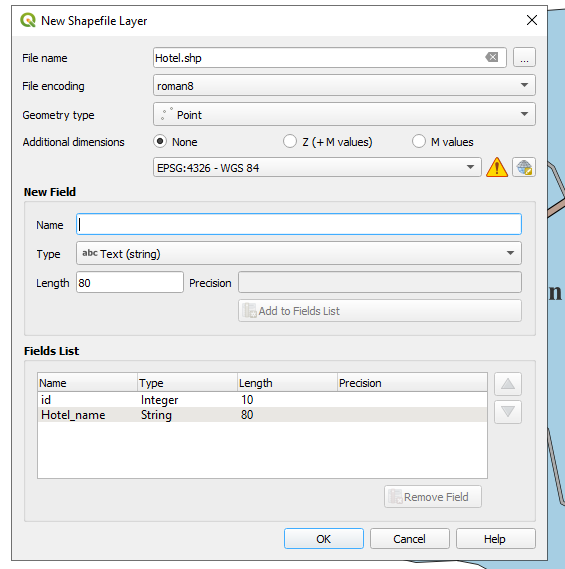 New Shapefile Layer
File name Hotel.shp ...
File encoding roman8
Geometry type Point
Additional dimensions None Z (+ M values) M values
EPSG:4326 - WGS 84
New Field
Name
Type abc Text (string)
Length 80 Precision
Add to Fields List
n
Fields List
Name Type Length Precision
id Integer 10
Hotel_name String 80
Remove Field
OK Cancel Help